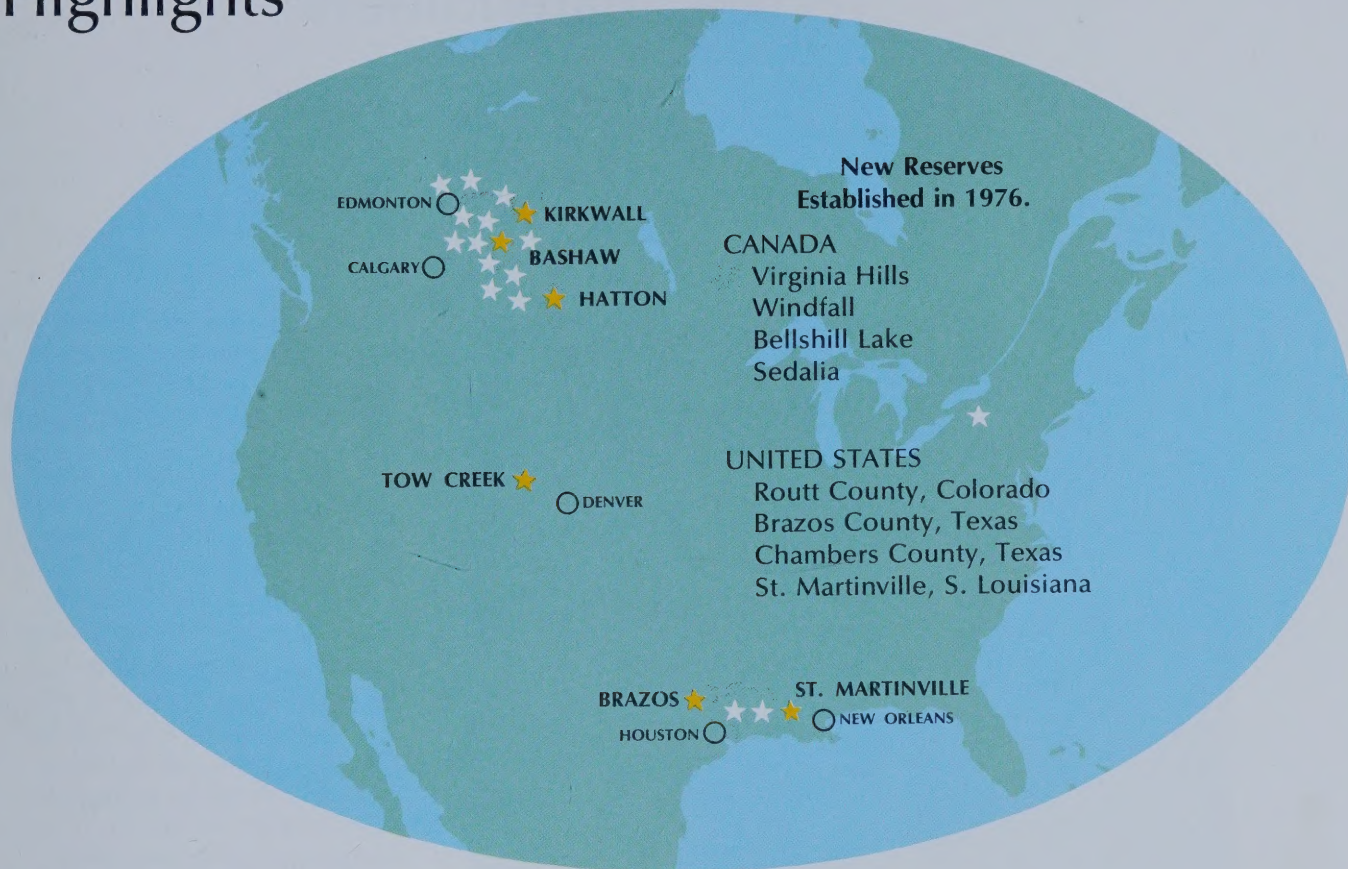 Highlights
New Reserves
Established in 1976.
EDMONTON
KIRKWALL
BASHAW
CALGARY
HATTON
CANADA
Virginia Hills
Windfall
Bellshill Lake
Sedalia
TOW CREEK
DENVER
UNITED STATES
Routt County, Colorado
Brazos County, Texas
Chambers County, Texas
St. Martinville, S. Louisiana
BRAZOS
ST. MARTINVILLE
HOUSTON
NEW ORLEANS